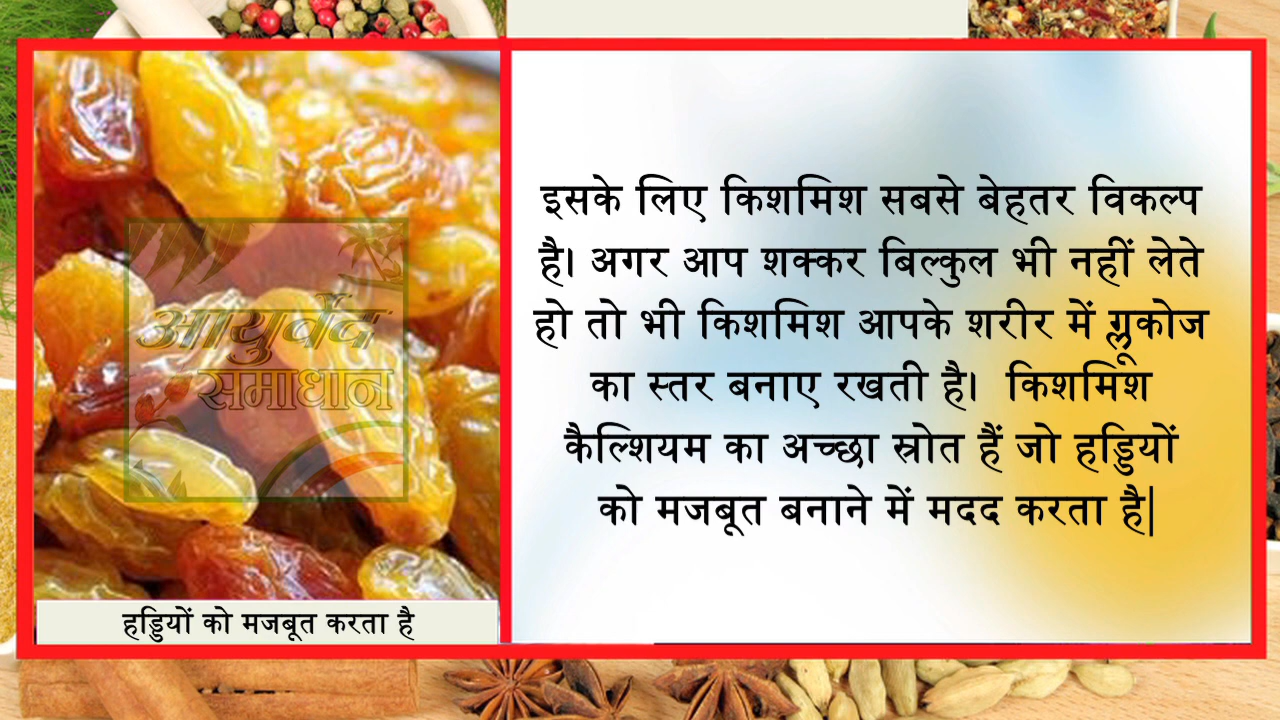 इसके लिए किशमिश सबसे बेहतर विकल्प
है। अगर आप शक्कर बिल्कुल भी नहीं लेते
हो तो भी किशमिश आपके शरीर में ग्लूकोज
का स्तर बनाए रखती है। किशमिश
कैल्शियम का अच्छा स्रोत हैं जो हड्डियों
को मजबूत बनाने में मदद करता है|
आयुर्वेद
समाधान
हड्डियों को मजबूत करता है